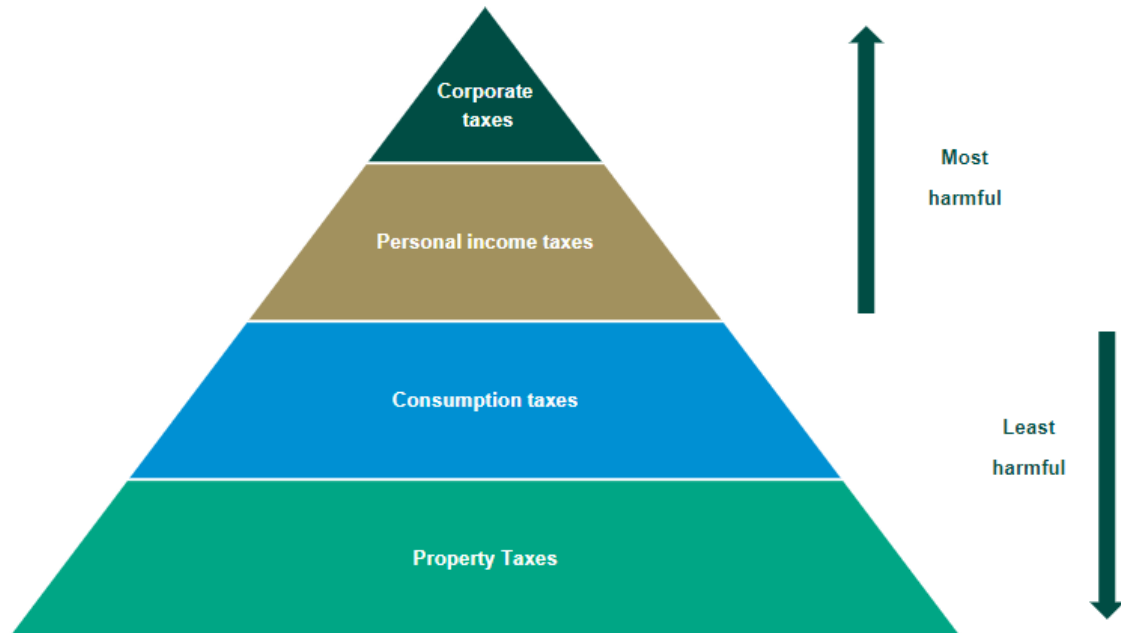 Corporate
taxes
Most
harmful
Personal income taxes
Consumption taxes
Least
harmful
Property Taxes